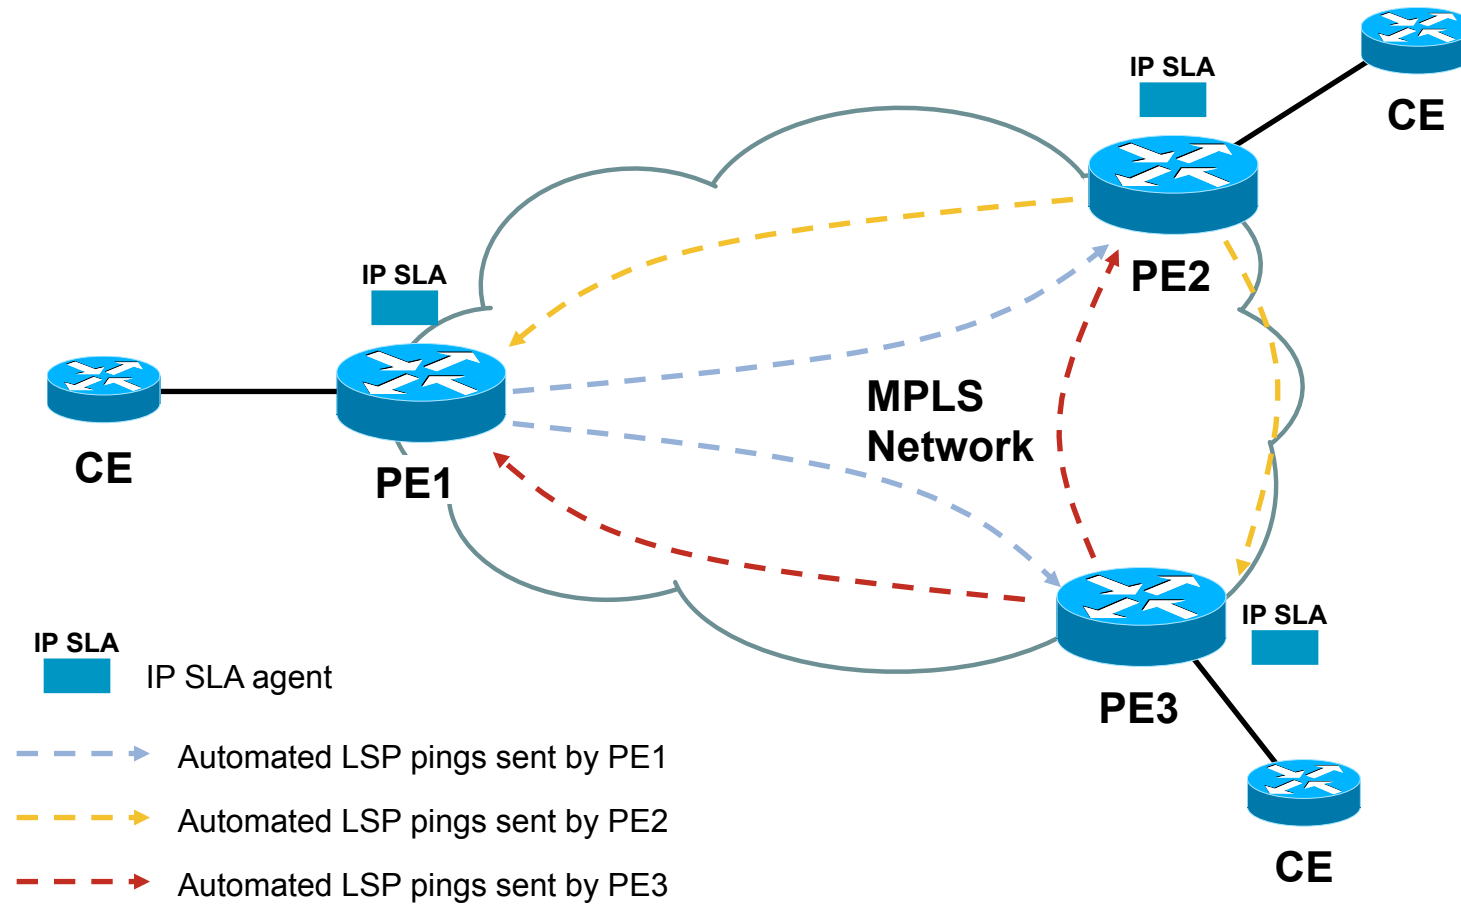 IP SLA
CE
PE2
IP SLA
MPLS
Network
CE
PE1
IP SLA
PE3
IP SLA
IP SLA agent
Automated LSP pings sent by PE1
Automated LSP pings sent by PE2
CE
Automated LSP pings sent by PE3